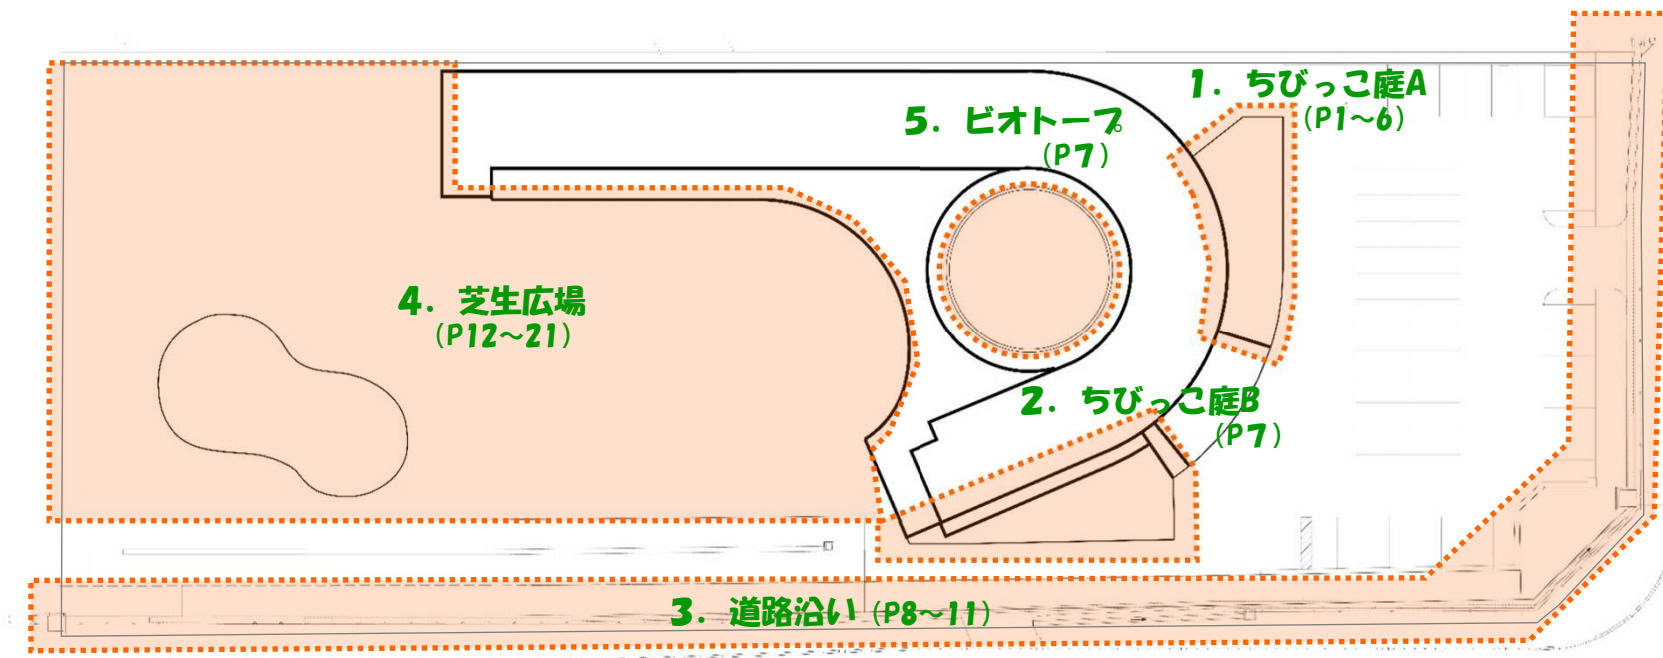 1. ちびっこ庭A
(P1～6)
5. ビオトープ
(P7)
4. 芝生広場
(P12～21)
2. ちびっこ庭B
(P7)
3. 道路沿い (P8～11)